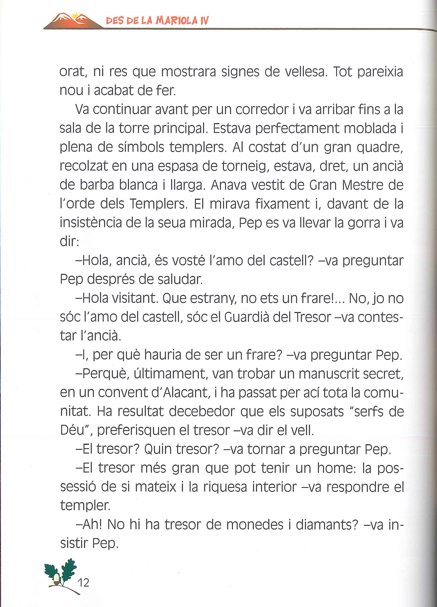 DES DE LA MARIOLA IV
orat, ni res que mostrara signes de vellesa. Tot pareixia
nou i acabat de fer.
Va continuar avant per un corredor i va arribar fins a la
sala de la torre principal. Estava perfectament moblada i
plena de símbols templers. Al costat d'un gran quadre,
recolzat en una espasa de torneig, estava, dret, un ancià
de barba blanca i llarga. Anava vestit de Gran Mestre de
l'orde dels Templers. El mirava fixament i, davant de la
insistència de la seua mirada, Pep es va llevar la gorra i va
dir:
–Hola, ancià, és vosté l'amo del castell? –va preguntar
Pep després de saludar.
–Hola visitant. Que estrany, no ets un frare!... No, jo no
sóc l'amo del castell, sóc el Guardià del Tresor –va contes-
tar l'ancià.
–I, per què hauria de ser un frare? –va preguntar Pep.
–Perquè, últimament, van trobar un manuscrit secret,
en un convent d'Alacant, i ha passat per ací tota la comu-
nitat. Ha resultat decebedor que els suposats "serfs de
Déu", preferisquen el tresor –va dir el vell.
–El tresor? Quin tresor? –va tornar a preguntar Pep.
–El tresor més gran que pot tenir un home: la pos-
sessió de si mateix i la riquesa interior –va respondre el
templer.
–Ah! No hi ha tresor de monedes i diamants? –va in-
sistir Pep.
12